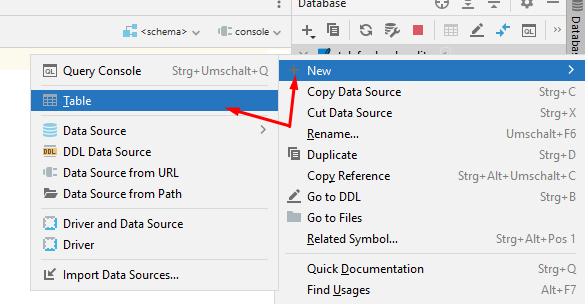 Database
<schema>
console
Database
Query Console Strg+Umschalt+Q
Table
Data Source
DDL Data Source
Data Source from URL
Data Source from Path
Driver and Data Source
Driver
Import Data Sources...
New
Copy Data Source Strg+C
Cut Data Source Strg+X
Rename... Umschalt+F6
Duplicate Strg+D
Copy Reference Strg+Alt+Umschalt+C
Go to DDL Strg+B
Go to Files
Related Symbol... Strg+Alt+Pos 1
Quick Documentation Strg+Q
Find Usages Alt+F7